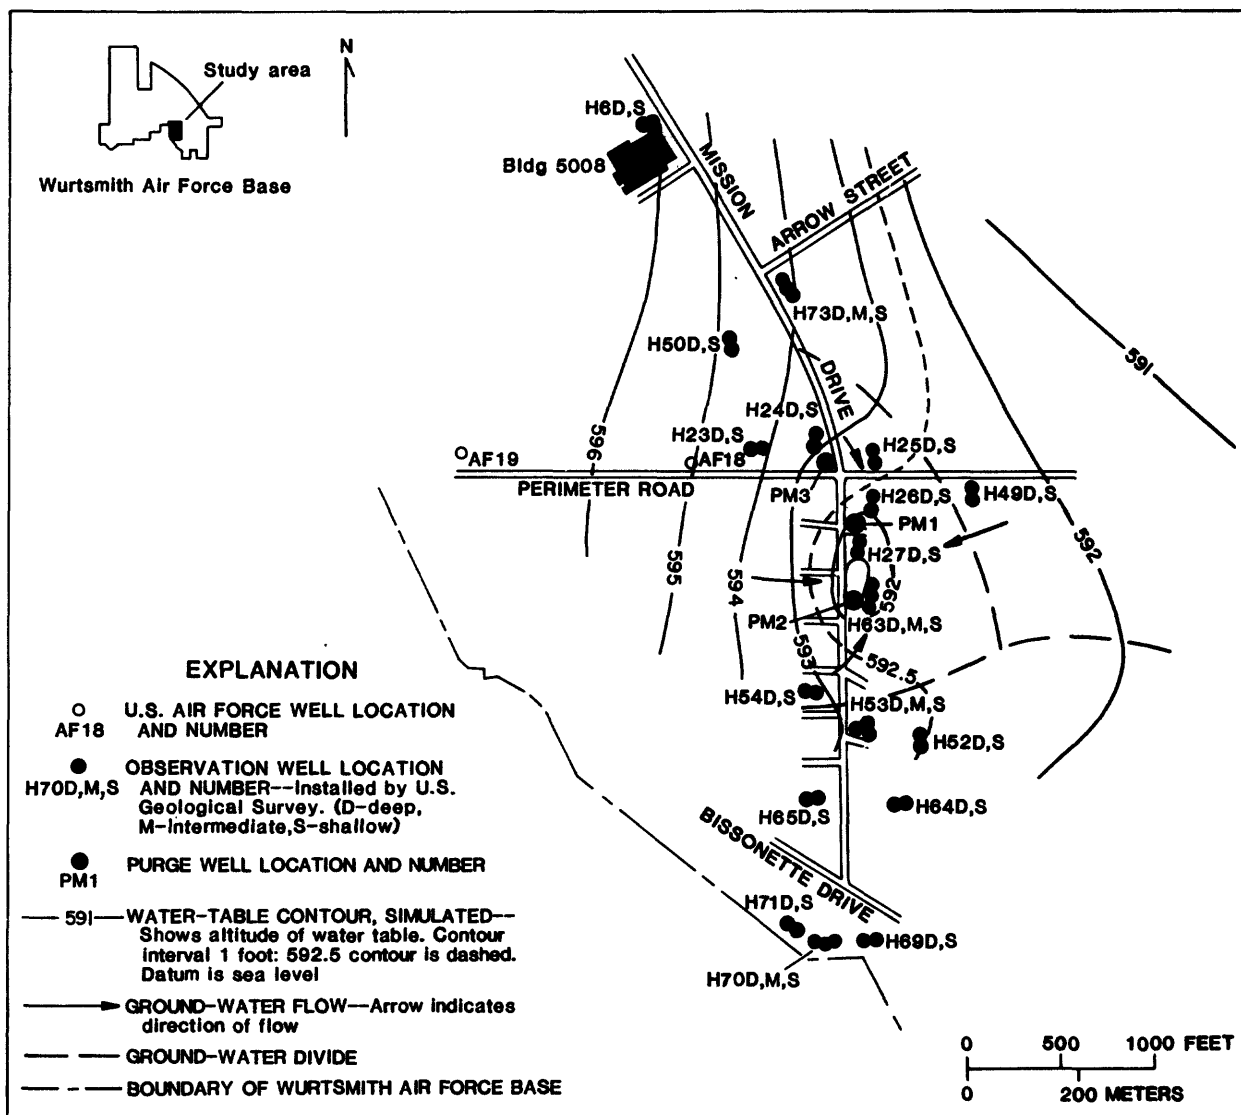 N
Study area
Wurtsmith Air Force Base
H6D,S
Bldg 5008
MISSION
DRIVE
ARROW STREET
H73D,M,S
H50D,S
591
H24D,S
H23D,S
596
AF19
AF18
H25D,S
PERIMETER ROAD
PM3
H26D,S
H49D,S
PM1
592
H27D,S
595
594
592
PM2
H63D,M,S
593
592.5
H54D,S
H53D,M,S
H52D,S
H65D,S
H64D,S
BISSONETTE DRIVE
H71D,S
H69D,S
H70D,M,S
EXPLANATION
AF18
U.S. AIR FORCE WELL LOCATION
AND NUMBER
H70D,M,S
OBSERVATION WELL LOCATION
AND NUMBER--Installed by U.S.
Geological Survey. (D-deep,
M-intermediate,S-shallow)
PM1
PURGE WELL LOCATION AND NUMBER
591
WATER-TABLE CONTOUR, SIMULATED--
Shows altitude of water table. Contour
interval 1 foot: 592.5 contour is dashed.
Datum is sea level
GROUND-WATER FLOW--Arrow indicates
direction of flow
GROUND-WATER DIVIDE
BOUNDARY OF WURTSMITH AIR FORCE BASE
0 500 1000 FEET
0 200 METERS